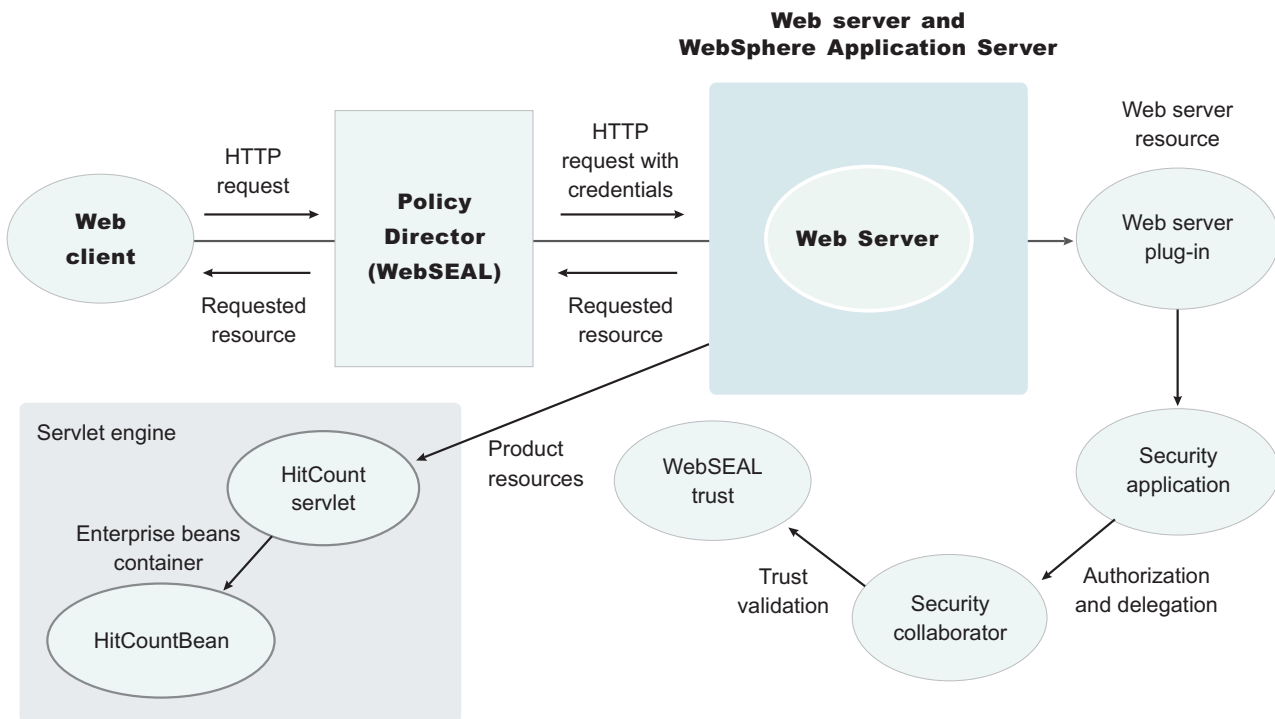 Web server and
WebSphere Application Server
HTTP
request
HTTP
request with
credentials
Web server
resource
Web
client
Policy
Director
(WebSEAL)
Web Server
Web server
plug-in
Requested
resource
Requested
resource
Servlet engine
HitCount
servlet
Product
resources
WebSEAL
trust
Security
application
Enterprise beans
container
Trust
validation
Authorization
and delegation
HitCountBean
Security
collaborator